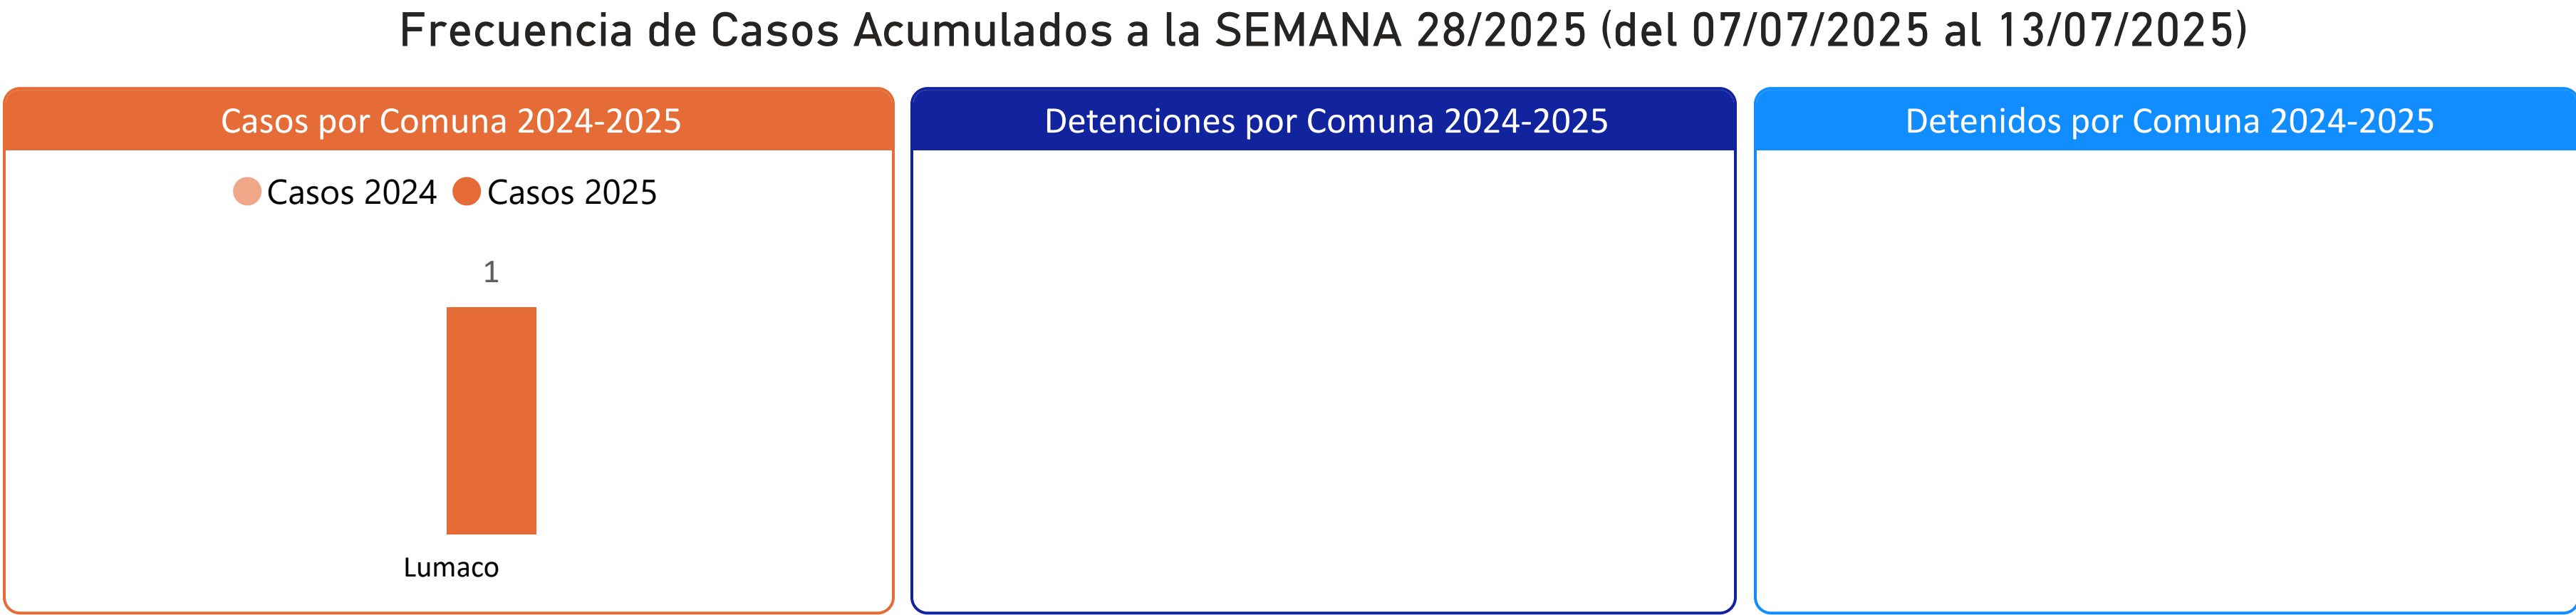 Frecuencia de Casos Acumulados a la SEMANA 28/2025 (del 07/07/2025 al 13/07/2025)
Casos por Comuna 2024-2025
Casos 2024 Casos 2025
1
Lumaco
Detenciones por Comuna 2024-2025
Detenidos por Comuna 2024-2025